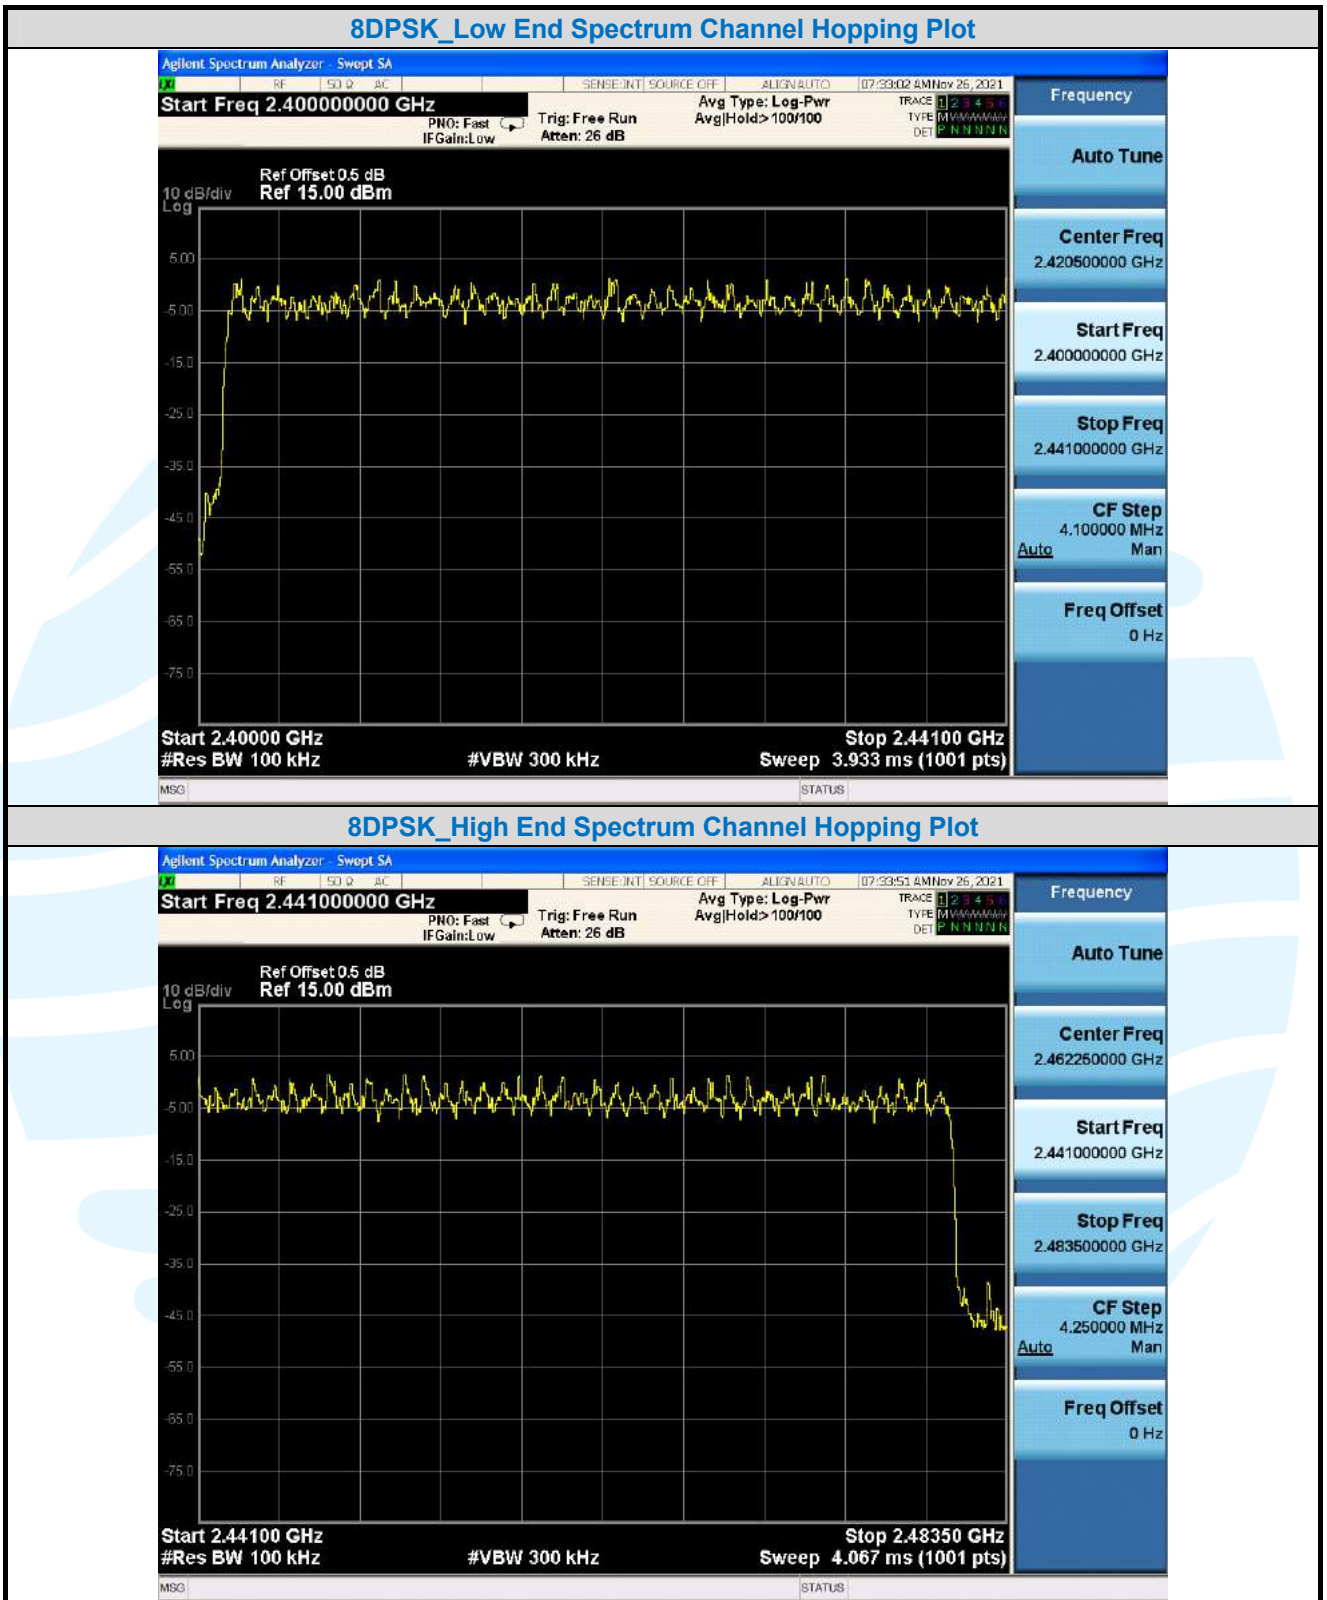 8DPSK_Low End Spectrum Channel Hopping Plot
Agilent Spectrum Analyzer - Swept SA
RF 50 Ω AC SENSE:INT SOURCE OFF ALIGN AUTO 07:33:02 AM Nov 26, 2021
Start Freq 2.400000000 GHz
PNO: Fast
IFGain:Low
Trig: Free Run
Atten: 26 dB
Avg Type: Log-Pwr
Avg|Hold:> 100/100
TRACE 1 2 3 4 5 6
TYPE M
DET P N N N N N
Ref Offset 0.5 dB
Ref 15.00 dBm
10 dB/div
Log
5.00
-5.00
-15.0
-25.0
-35.0
-45.0
-55.0
-65.0
-75.0
Start 2.40000 GHz
Stop 2.44100 GHz
#Res BW 100 kHz
#VBW 300 kHz
Sweep 3.933 ms (1001 pts)
MSG
STATUS
Frequency
Auto Tune
Center Freq
2.420500000 GHz
Start Freq
2.400000000 GHz
Stop Freq
2.441000000 GHz
CF Step
4.100000 MHz
Auto Man
Freq Offset
0 Hz
8DPSK_High End Spectrum Channel Hopping Plot
Agilent Spectrum Analyzer - Swept SA
RF 50 Ω AC SENSE:INT SOURCE OFF ALIGN AUTO 07:33:51 AM Nov 26, 2021
Start Freq 2.441000000 GHz
PNO: Fast
IFGain:Low
Trig: Free Run
Atten: 26 dB
Avg Type: Log-Pwr
Avg|Hold:> 100/100
TRACE 1 2 3 4 5 6
TYPE M
DET P N N N N N
Ref Offset 0.5 dB
Ref 15.00 dBm
10 dB/div
Log
5.00
-5.00
-15.0
-25.0
-35.0
-45.0
-55.0
-65.0
-75.0
Start 2.44100 GHz
Stop 2.48350 GHz
#Res BW 100 kHz
#VBW 300 kHz
Sweep 4.067 ms (1001 pts)
MSG
STATUS
Frequency
Auto Tune
Center Freq
2.462250000 GHz
Start Freq
2.441000000 GHz
Stop Freq
2.483500000 GHz
CF Step
4.250000 MHz
Auto Man
Freq Offset
0 Hz